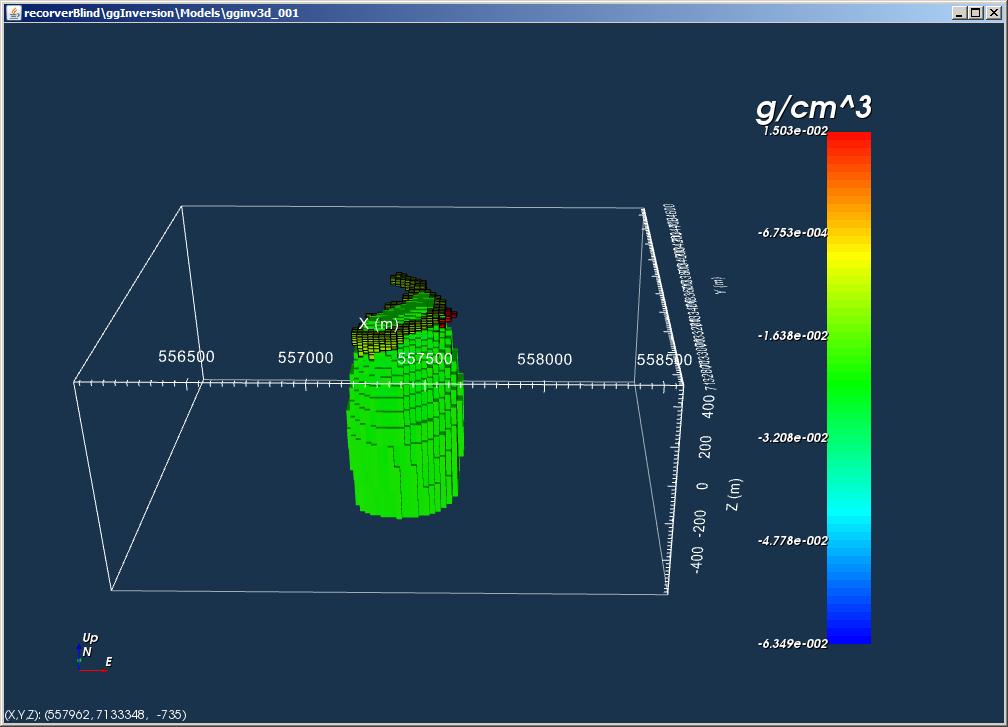 recorverBlind\ggInversion\Models\gginv3d_001
g/cm^3
1.503e-002
-6.753e-004
-1.638e-002
-3.208e-002
-4.778e-002
-6.349e-002
Y (m)
X (m)
556500 557000 557500 558000 558500
400
200
0
-200
-400
Z (m)
Up
N
E
(X,Y,Z): (557962, 7133348, -735)